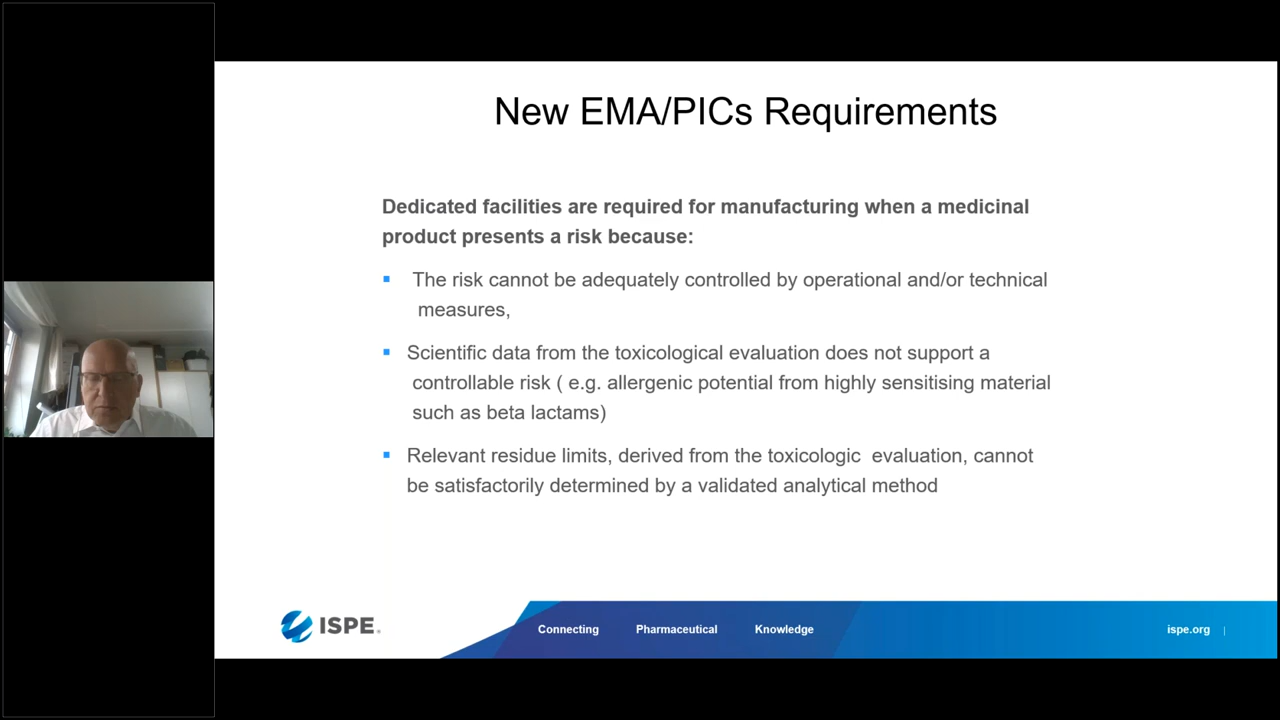 New EMA/PICs Requirements
Dedicated facilities are required for manufacturing when a medicinal
product presents a risk because:
The risk cannot be adequately controlled by operational and/or technical
measures,
Scientific data from the toxicological evaluation does not support a
controllable risk ( e.g. allergenic potential from highly sensitising material
such as beta lactams)
Relevant residue limits, derived from the toxicologic  evaluation, cannot
be satisfactorily determined by a validated analytical method
ISPE®
Connecting Pharmaceutical Knowledge
ispe.org |